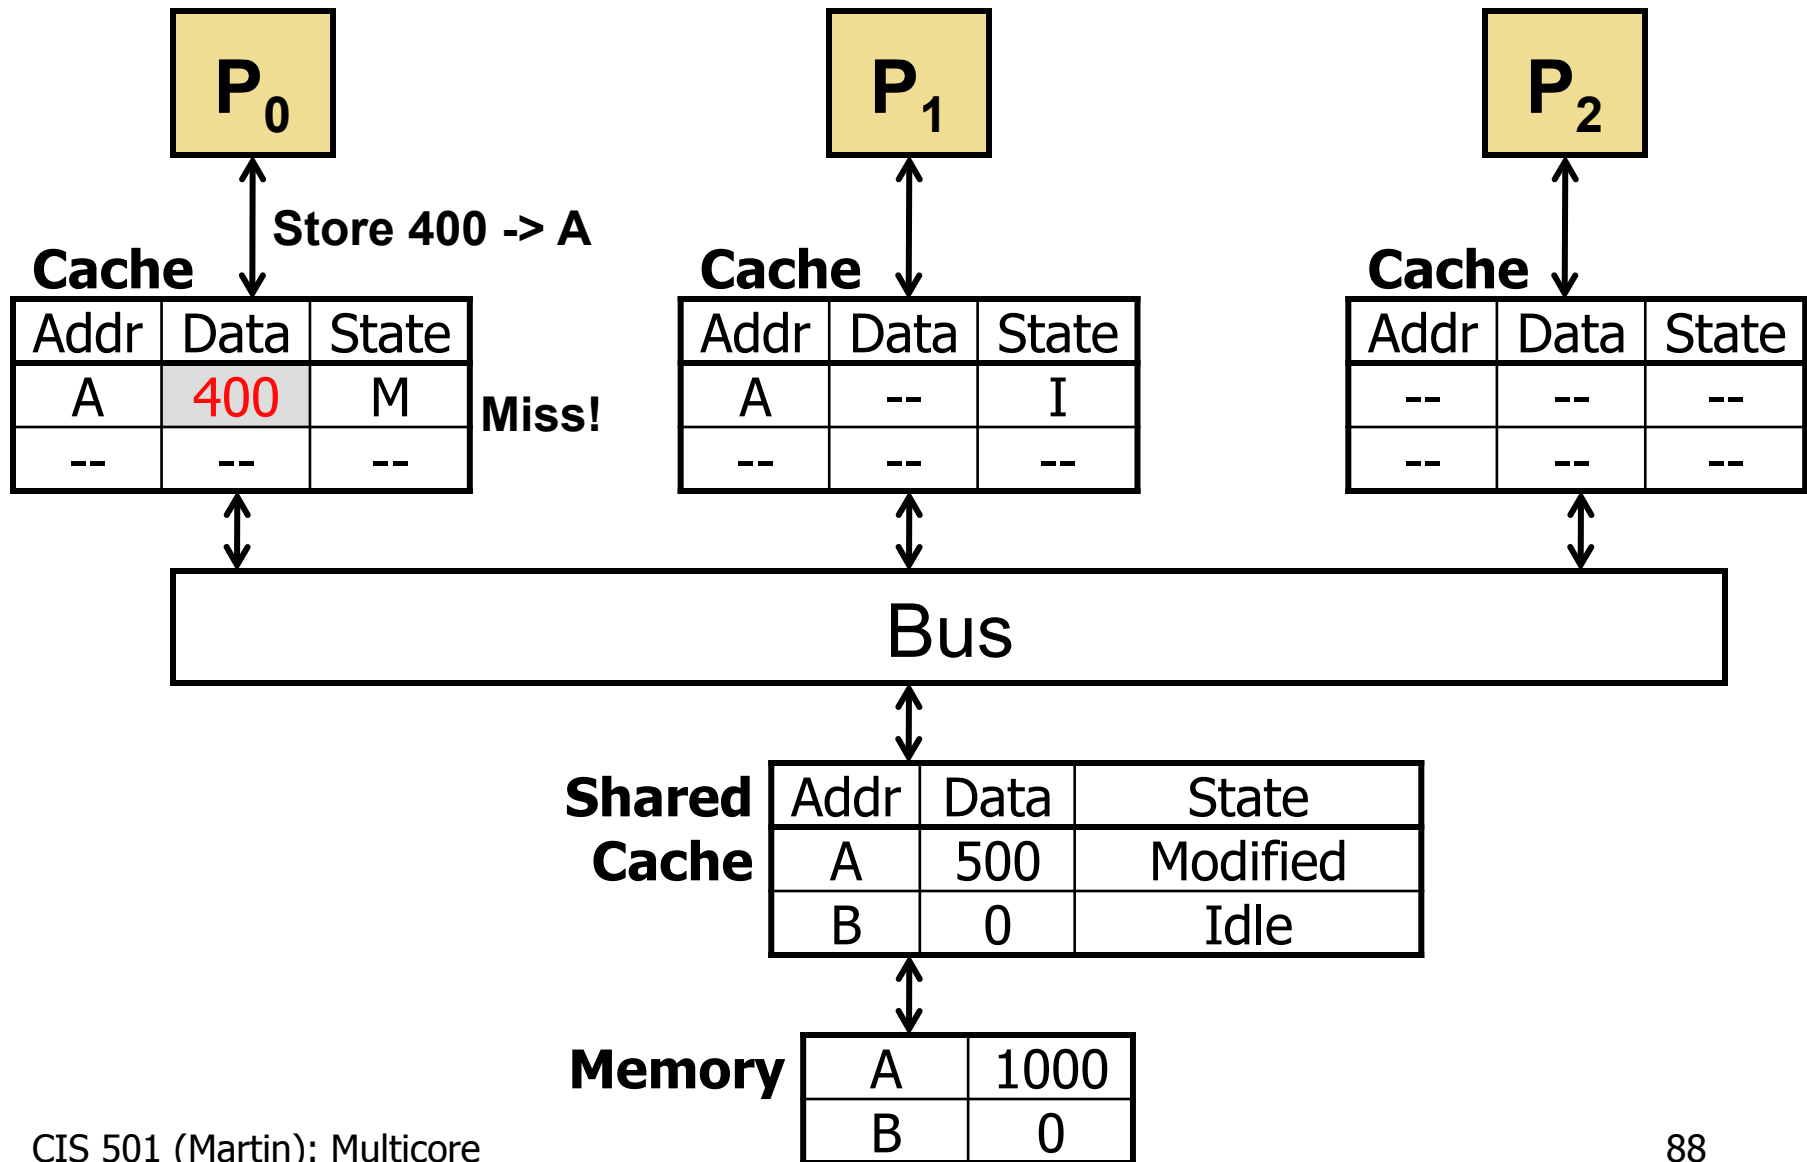 P0 P1 P2
Store 400 -> A
Cache Cache Cache
Addr Data State Addr Data State Addr Data State
A 400 M Miss! A -- I -- -- --
-- -- -- -- -- -- -- -- --
Bus
Shared Addr Data State
Cache A 500 Modified
B 0 Idle
Memory A 1000
B 0
CIS 501 (Martin): Multicore 88